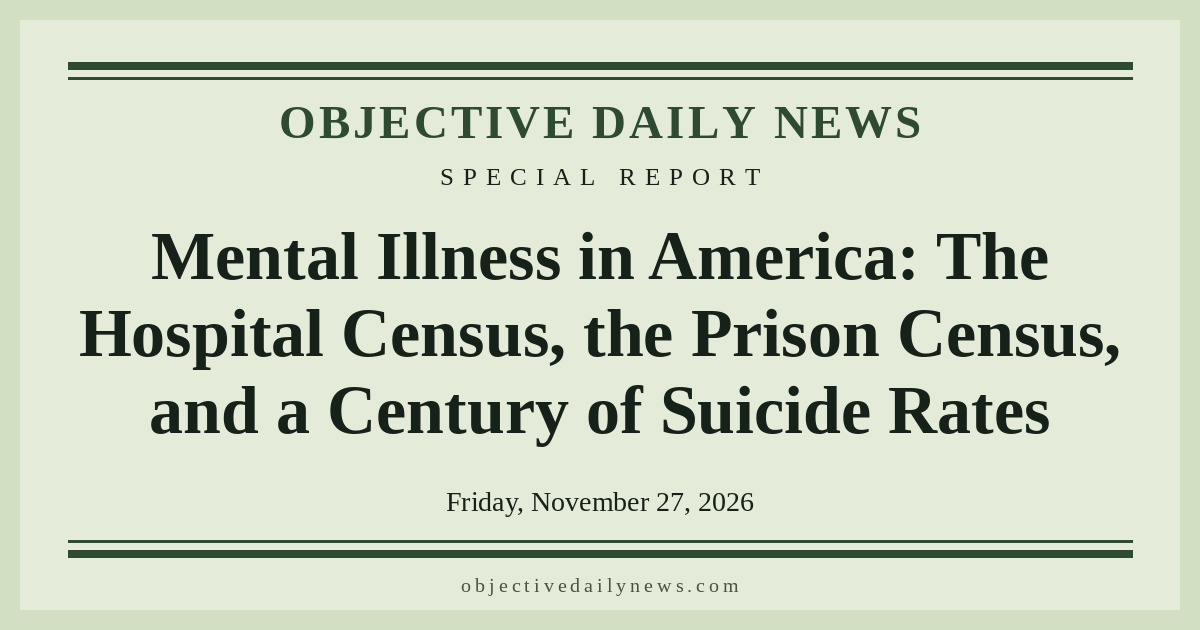 OBJECTIVE DAILY NEWS
SPECIAL REPORT
Mental Illness in America: The
Hospital Census, the Prison Census,
and a Century of Suicide Rates
Friday, November 27, 2026
objectivedailynews.com